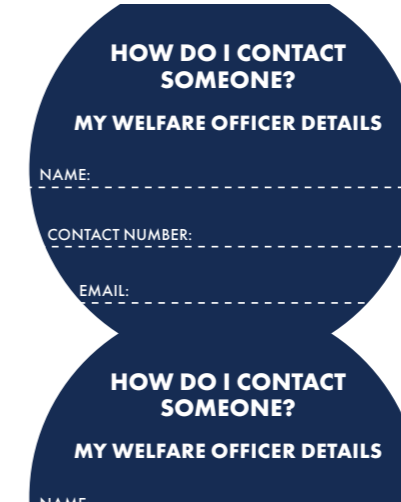 HOW DO I CONTACT
SOMEONE?
MY WELFARE OFFICER DETAILS
NAME:
CONTACT NUMBER:
EMAIL:
HOW DO I CONTACT
SOMEONE?
MY WELFARE OFFICER DETAILS